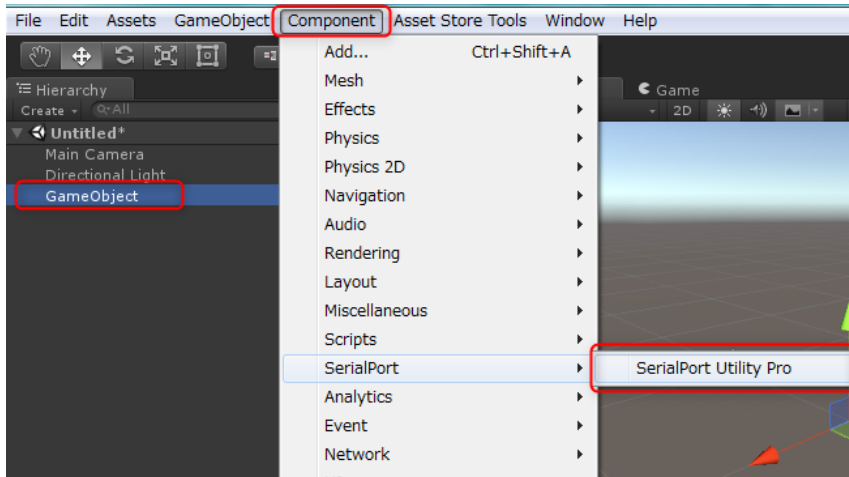 File Edit Assets GameObject Component Asset Store Tools Window Help
Hierarchy
Create
All
Untitled*
Main Camera
Directional Light
GameObject
Add... Ctrl+Shift+A
Mesh
Effects
Physics
Physics 2D
Navigation
Audio
Rendering
Layout
Miscellaneous
Scripts
SerialPort
Analytics
Event
Network
SerialPort Utility Pro
Game
2D